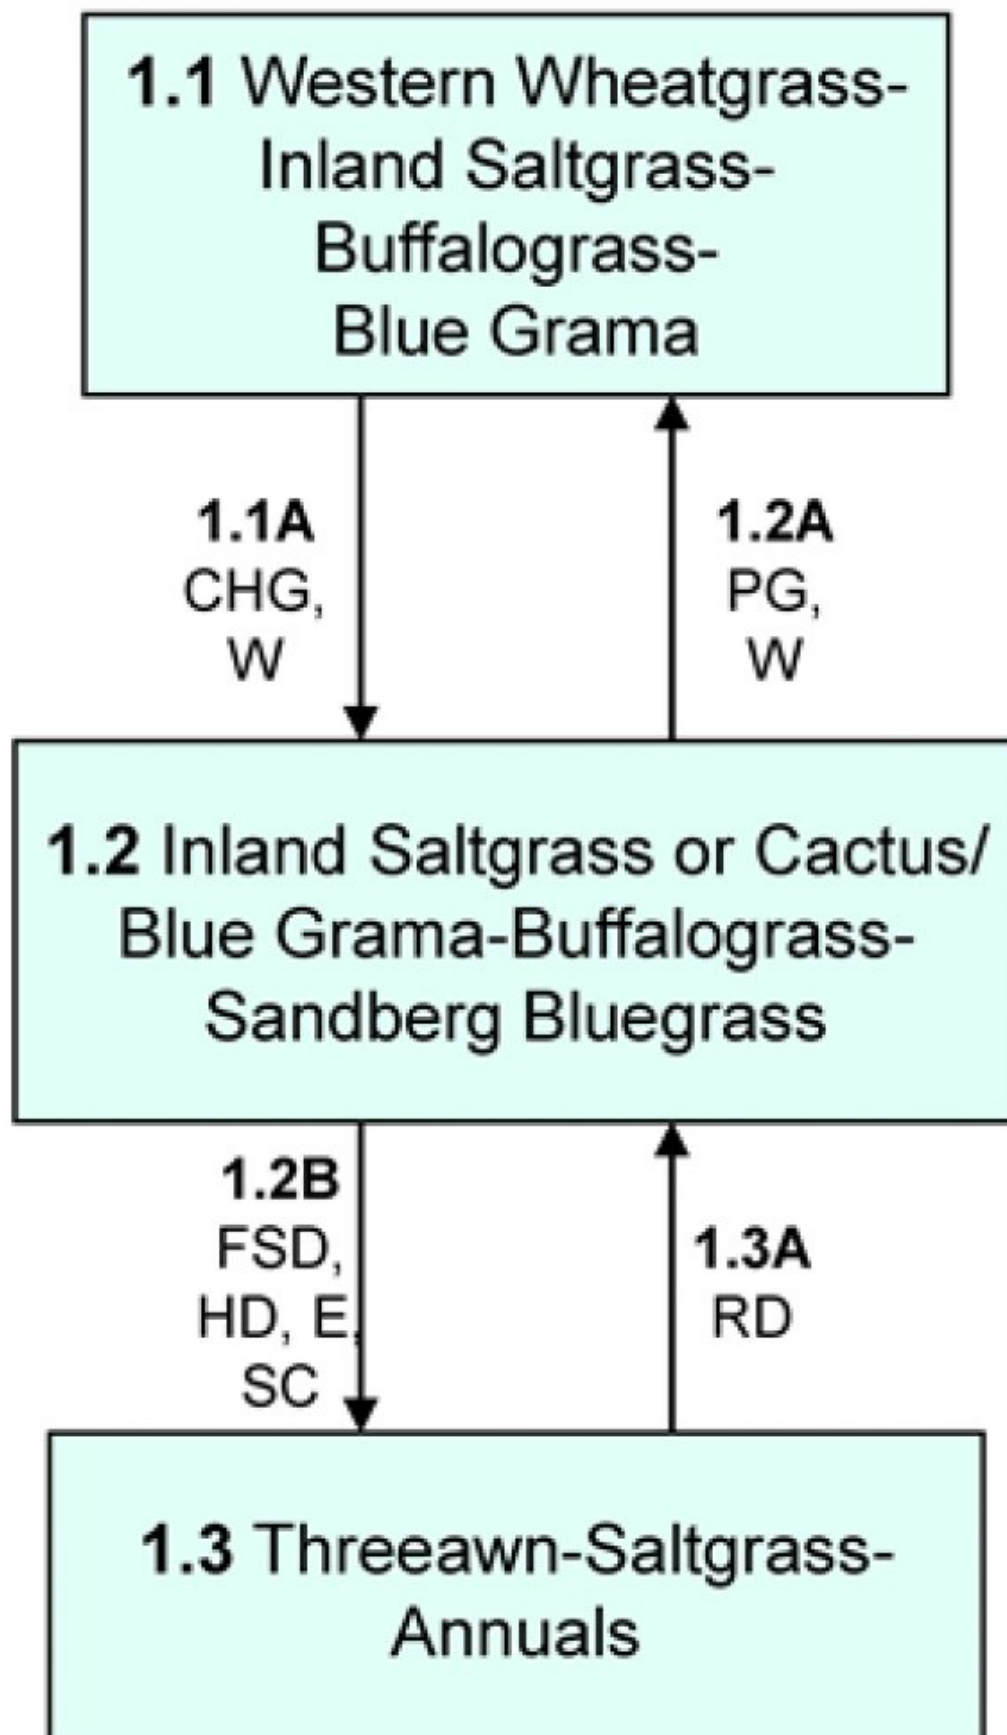 1.1 Western Wheatgrass-
Inland Saltgrass-
Buffalograss-
Blue Grama
1.1A
CHG,
W
1.2A
PG,
W
1.2 Inland Saltgrass or Cactus/
Blue Grama-Buffalograss-
Sandberg Bluegrass
1.2B
FSD,
HD, E,
SC
1.3A
RD
1.3 Threeawn-Saltgrass-
Annuals